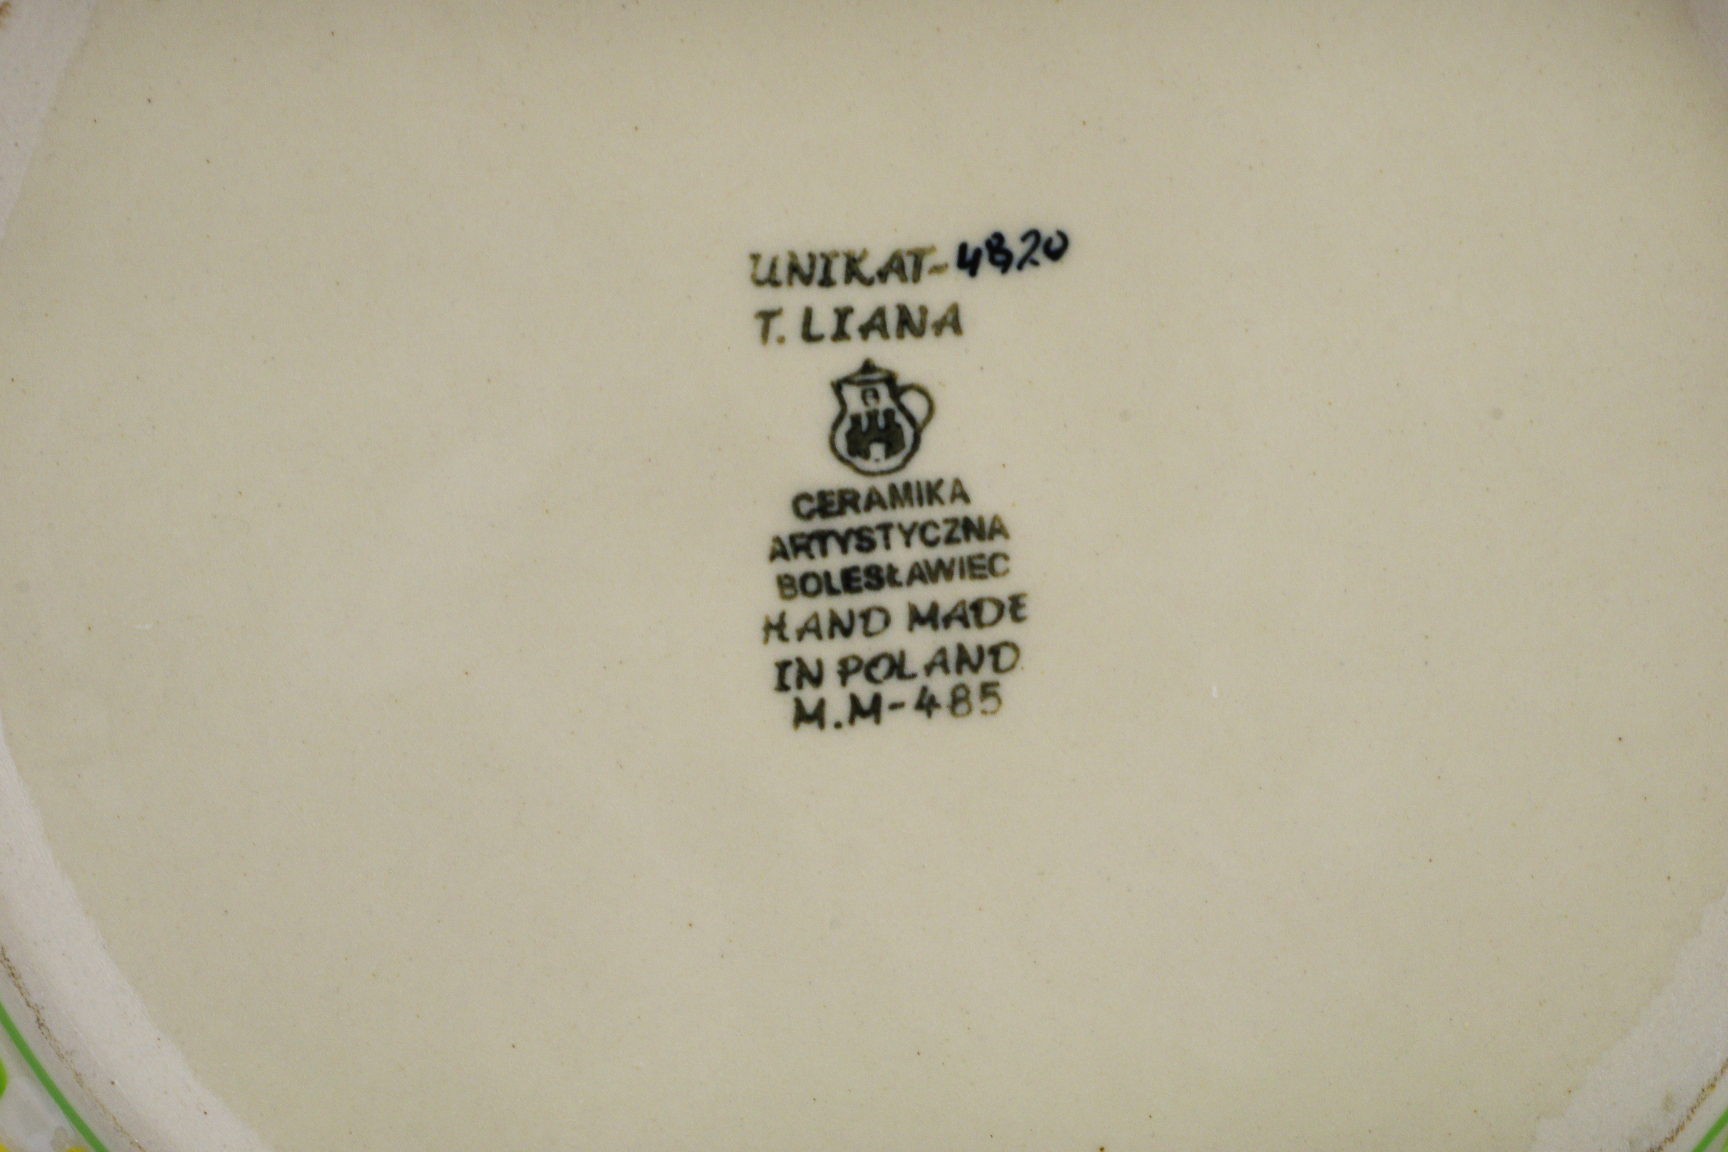 UNIKAT-4820
T. LIANA
CERAMIKA
ARTYSTYCZNA
BOLESŁAWIEC
HAND MADE
IN POLAND
M.M-485